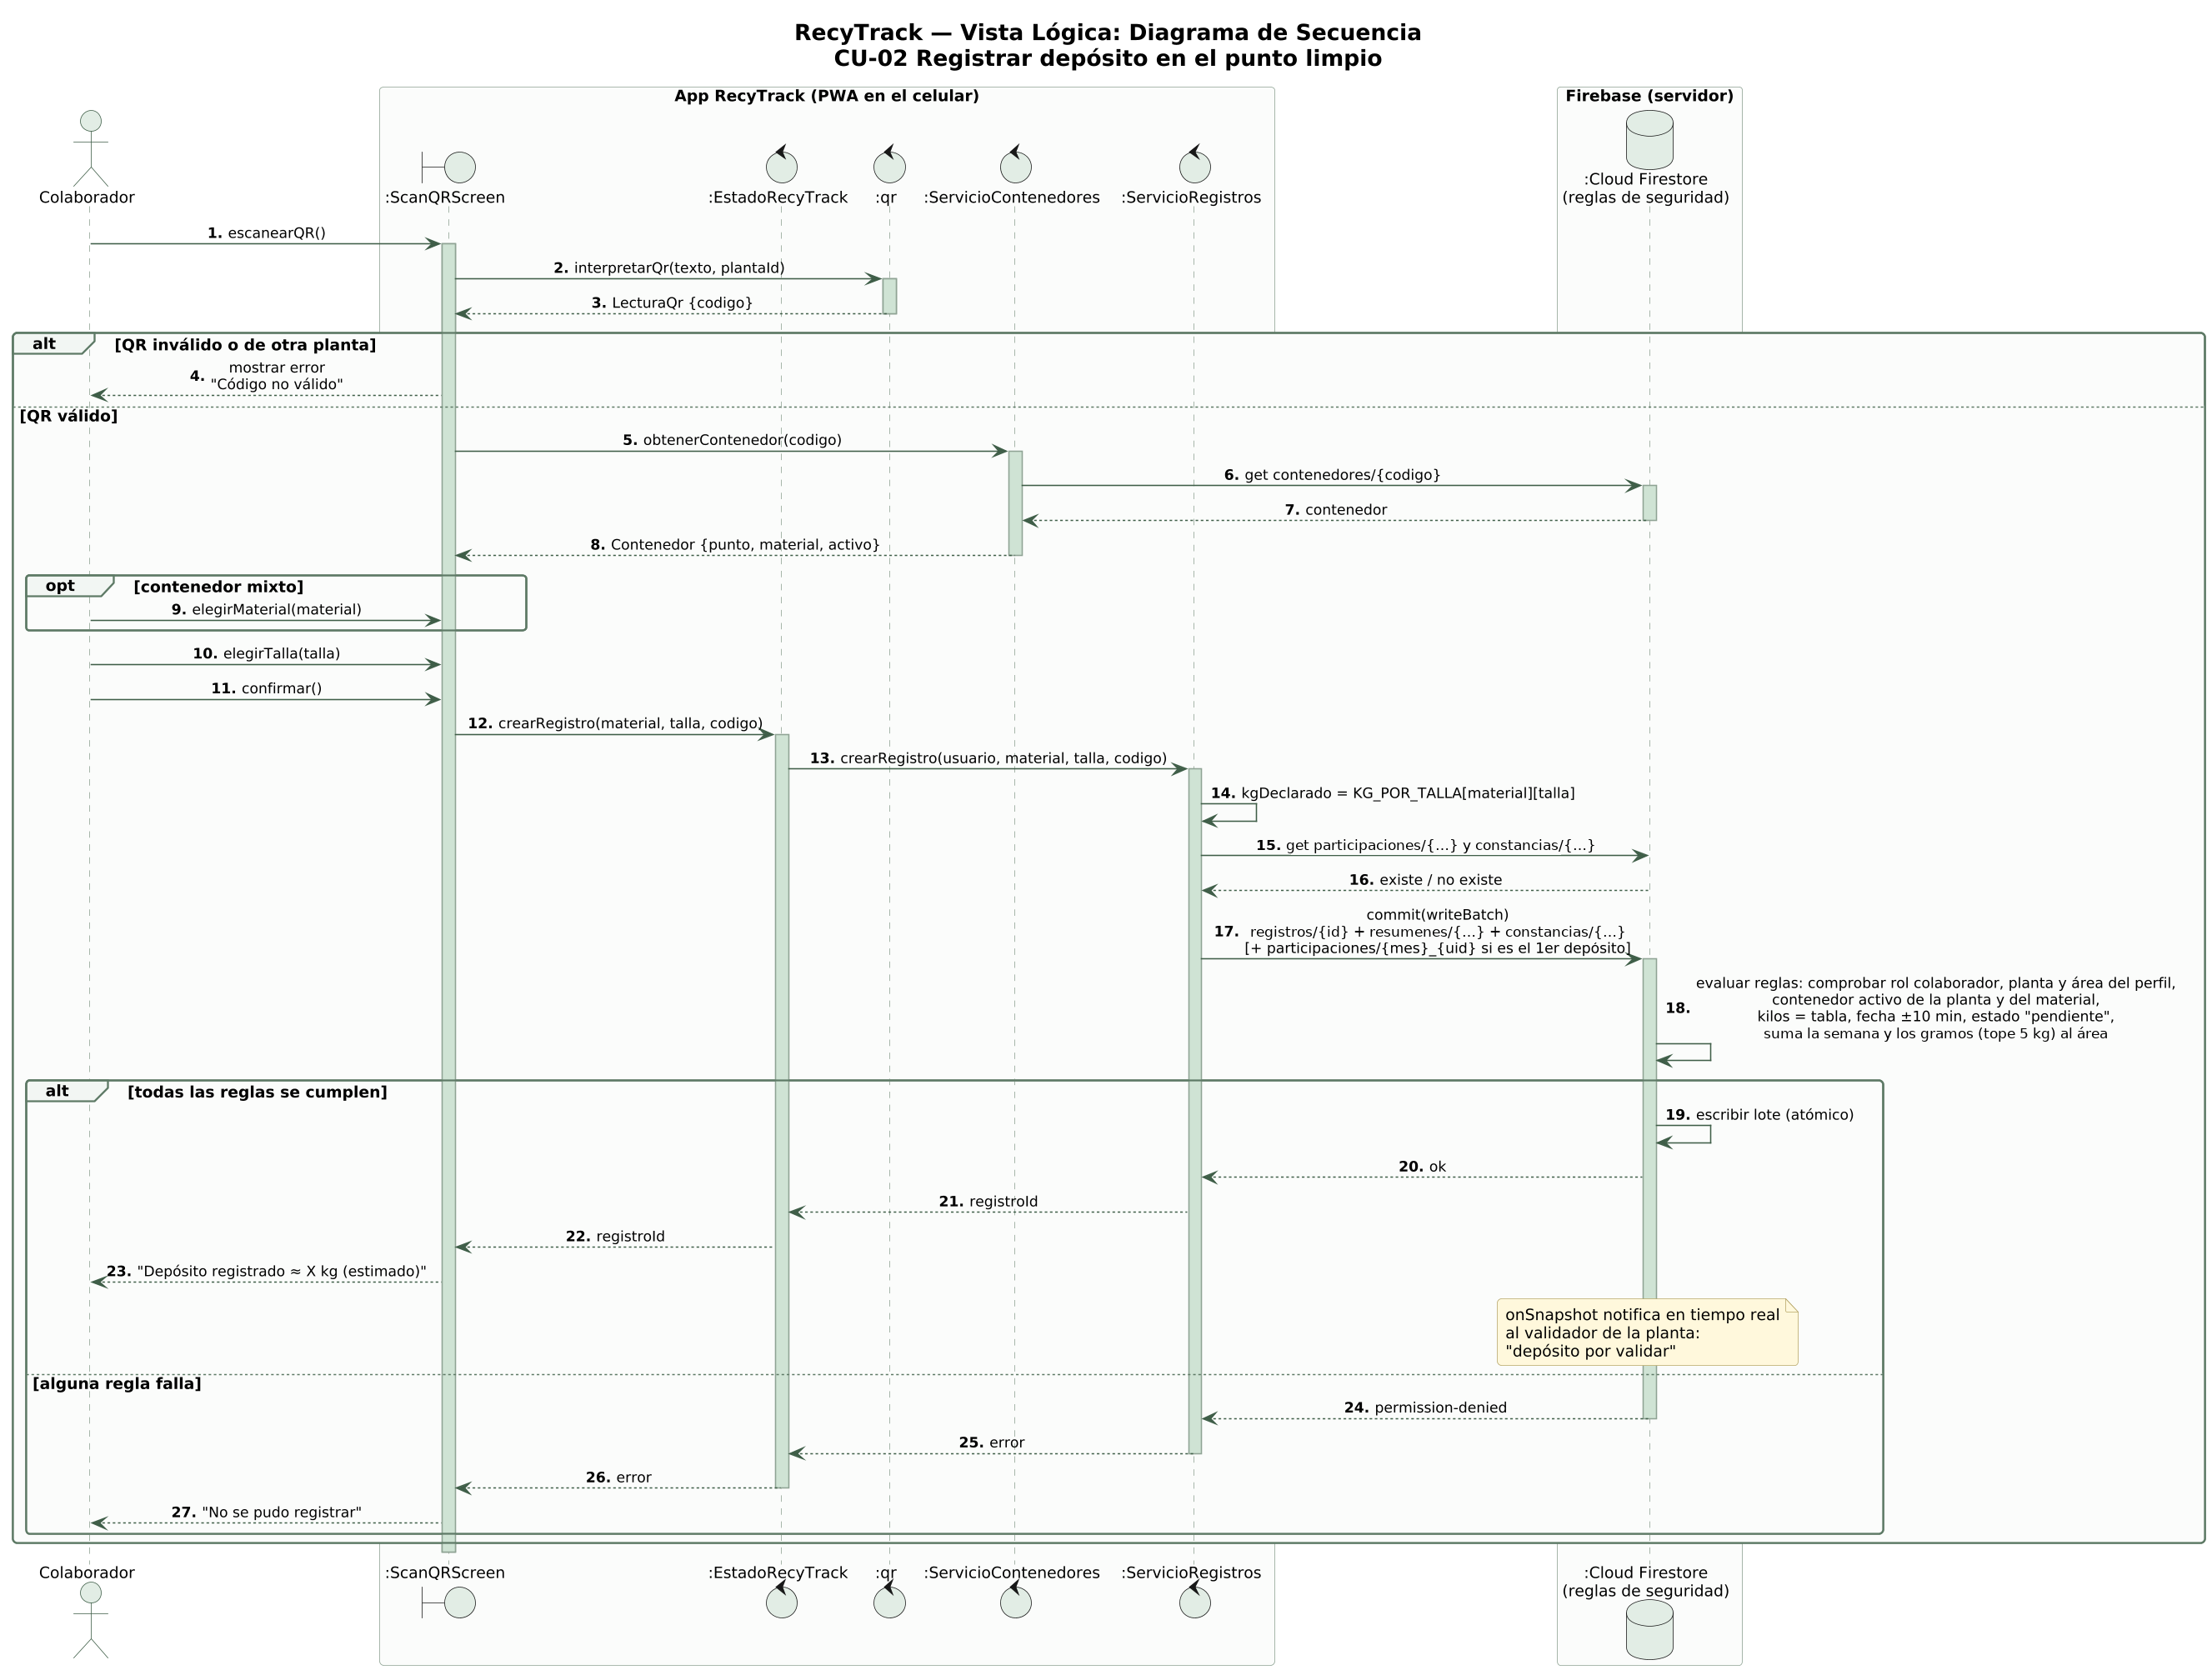 RecyTrack — Vista Lógica: Diagrama de Secuencia
CU-02 Registrar depósito en el punto limpio
App RecyTrack (PWA en el celular)
Firebase (servidor)
Colaborador
:ScanQRScreen
:EstadoRecyTrack
:qr
:ServicioContenedores
:ServicioRegistros
:Cloud Firestore
(reglas de seguridad)
1. escanearQR()
2. interpretarQr(texto, plantaId)
3. LecturaQr {codigo}
alt [QR inválido o de otra planta]
4. mostrar error
"Código no válido"
[QR válido]
5. obtenerContenedor(codigo)
6. get contenedores/{codigo}
7. contenedor
8. Contenedor {punto, material, activo}
opt [contenedor mixto]
9. elegirMaterial(material)
10. elegirTalla(talla)
11. confirmar()
12. crearRegistro(material, talla, codigo)
13. crearRegistro(usuario, material, talla, codigo)
14. kgDeclarado = KG_POR_TALLA[material][talla]
15. get participaciones/{...} y constancias/{...}
16. existe / no existe
commit(writeBatch)
17. registros/{id} + resumenes/{...} + constancias/{...}
[+ participaciones/{mes}_{uid} si es el 1er depósito]
18. evaluar reglas: comprobar rol colaborador, planta y área del perfil,
contenedor activo de la planta y del material,
kilos = tabla, fecha ±10 min, estado "pendiente",
suma la semana y los gramos (tope 5 kg) al área
alt [todas las reglas se cumplen]
19. escribir lote (atómico)
20. ok
21. registroId
22. registroId
23. "Depósito registrado ≈ X kg (estimado)"
onSnapshot notifica en tiempo real
al validador de la planta:
"depósito por validar"
[alguna regla falla]
24. permission-denied
25. error
26. error
27. "No se pudo registrar"
Colaborador
:ScanQRScreen
:EstadoRecyTrack
:qr
:ServicioContenedores
:ServicioRegistros
:Cloud Firestore
(reglas de seguridad)